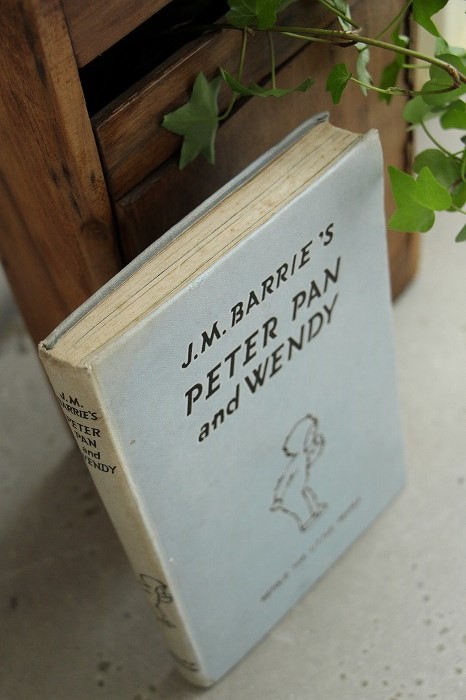 J.M. BARRIE'S
PETER PAN
and WENDY
J.M.
BARRIE'S
PETER
PAN
and
WENDY